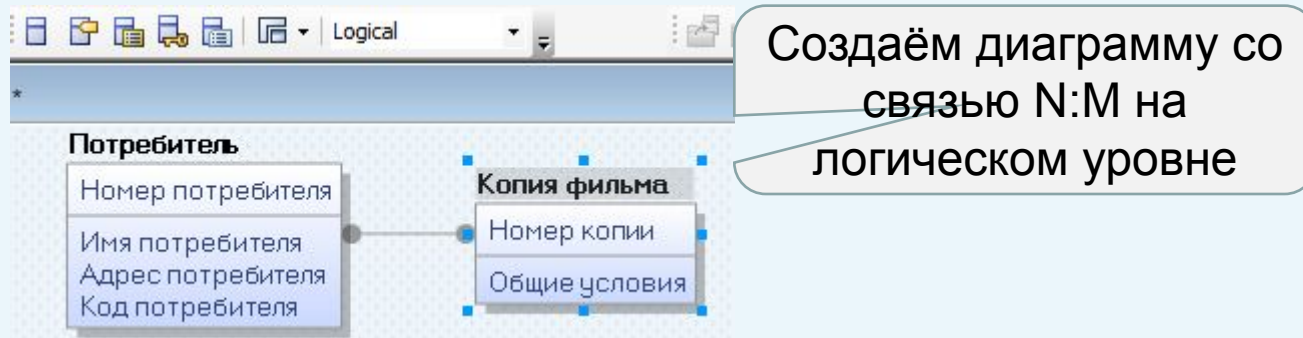 Logical
*
Создаём диаграмму со
связью N:M на
логическом уровне
Потребитель
Номер потребителя
Имя потребителя
Адрес потребителя
Код потребителя
Копия фильма
Номер копии
Общие условия